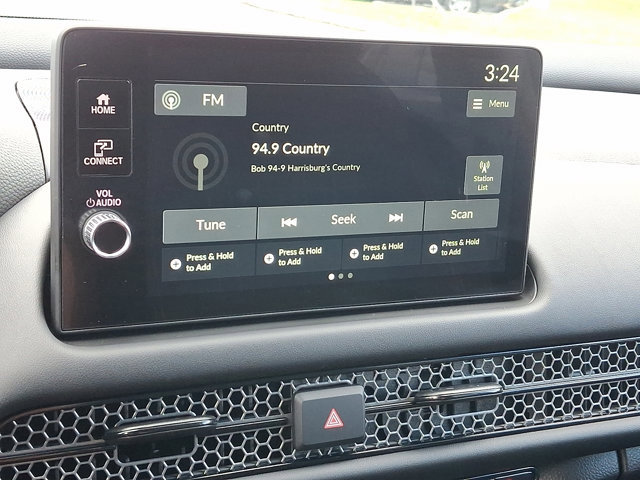 3:24
HOME
FM
Menu
CONNECT
Country
94.9 Country
Bob 94-9 Harrisburg's Country
Station
List
VOL
AUDIO
Tune
Seek
Scan
Press & Hold
to Add
Press & Hold
to Add
Press & Hold
to Add
Press & Hold
to Add